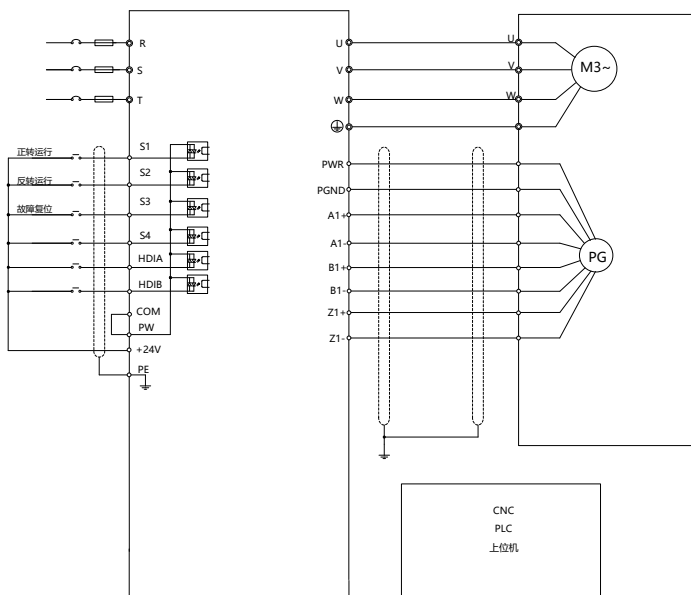 R
S
T
U
V
W
U
V
W
M3~
正转运行
反转运行
故障复位
S1
S2
S3
S4
HDIA
HDIB
COM
PW
+24V
PE
PWR
PGND
A1+
A1-
B1+
B1-
Z1+
Z1-
PG
CNC
PLC
上位机